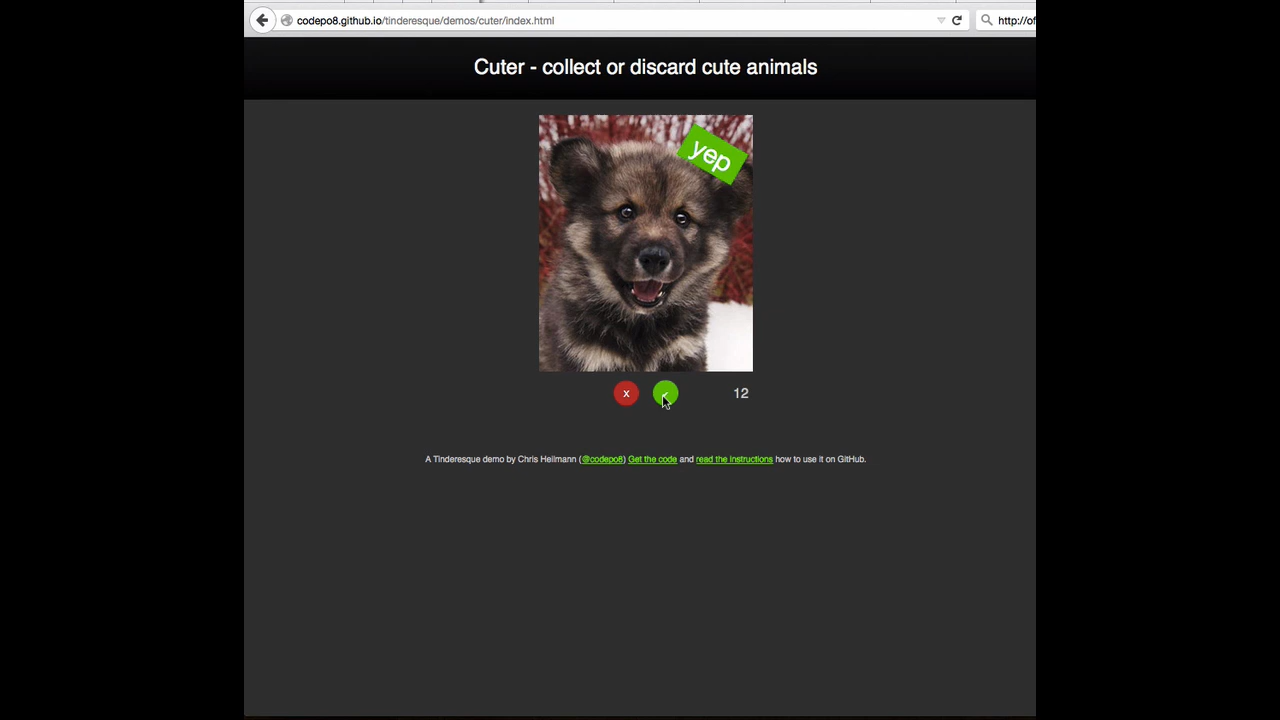 codepo8.github.io/tinderesque/demos/cuter/index.html
http://of
Cuter - collect or discard cute animals
yep
x
12
A Tinderesque demo by Chris Heilmann (@codepo8) Get the code and read the instructions how to use it on GitHub.